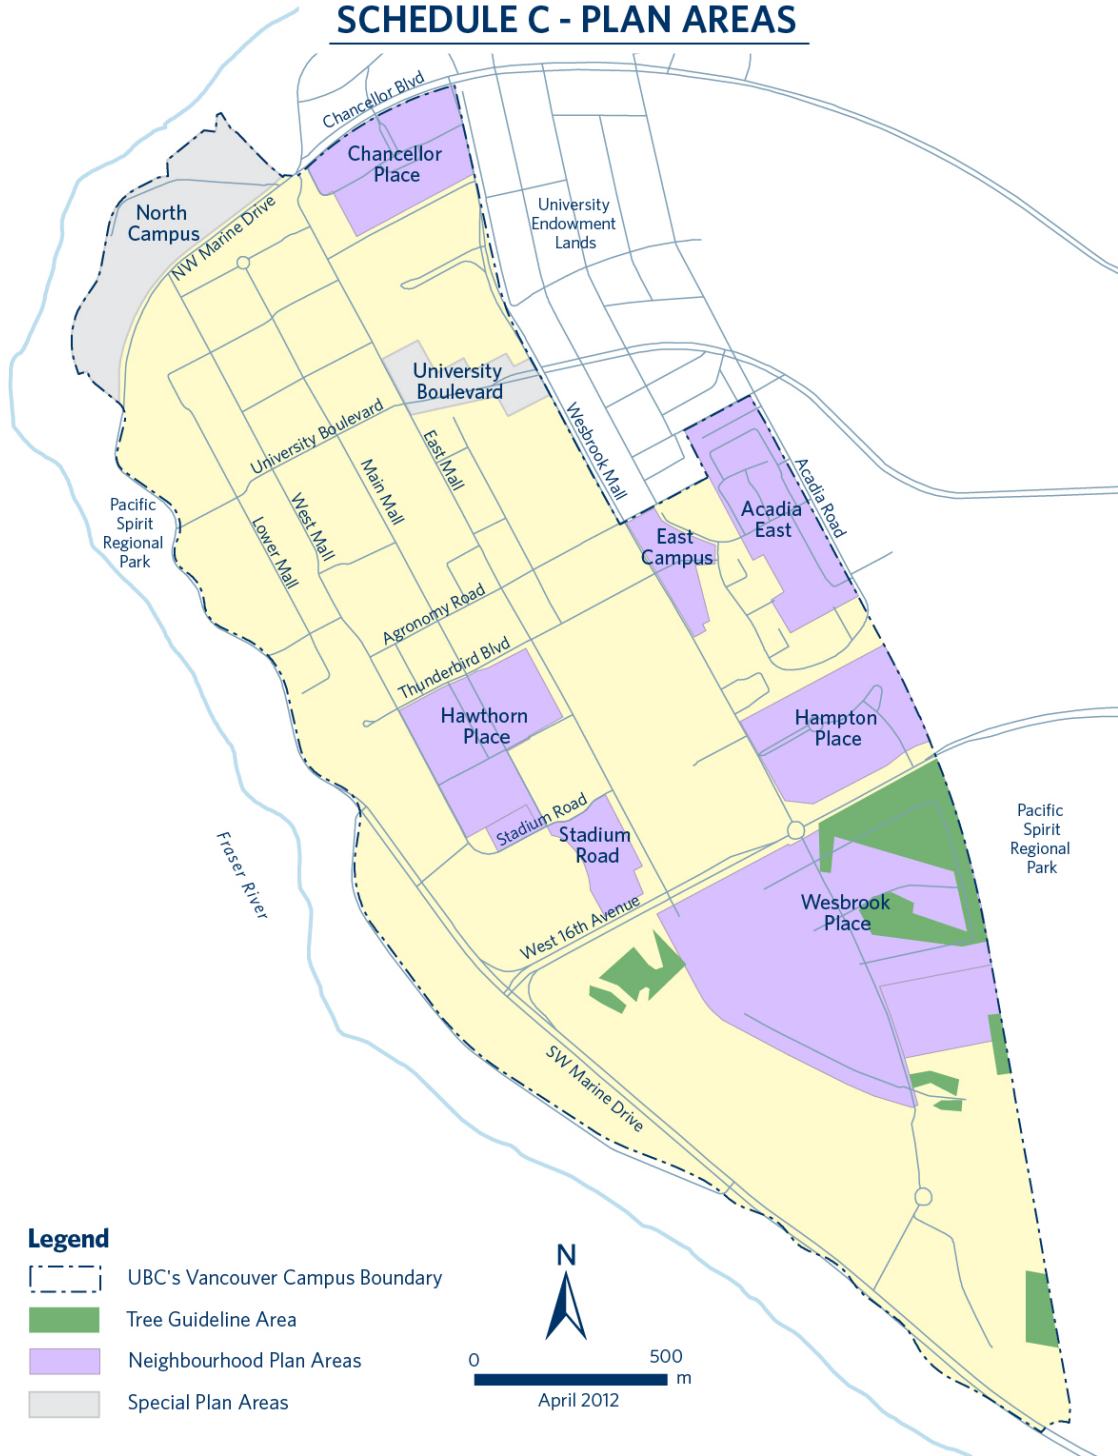 SCHEDULE C - PLAN AREAS
Chancellor Blvd
Chancellor
Place
North
Campus
NW Marine Drive
University
Endowment
Lands
University
Boulevard
University Boulevard
East Mall
Wesbrook Mall
Main Mall
West Mall
Lower Mall
Acadia Road
Acadia
East
East
Campus
Pacific
Spirit
Regional
Park
Agronomy Road
Thunderbird Blvd
Hawthorn
Place
Hampton
Place
Stadium Road
Stadium
Road
Pacific
Spirit
Regional
Park
Fraser River
Wesbrook
Place
West 16th Avenue
SW Marine Drive
Legend
UBC's Vancouver Campus Boundary
Tree Guideline Area
Neighbourhood Plan Areas
Special Plan Areas
N
0 500
m
April 2012